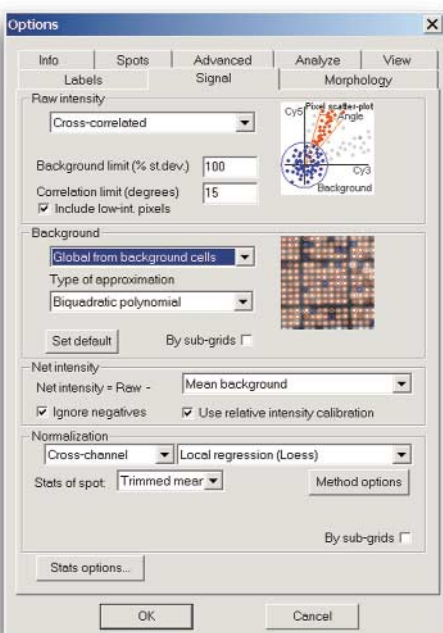 Options
Info Spots Advanced Analyze View
Labels Signal Morphology
Raw intensity
Cross-correlated
Pixel scatter-plot
Cy5
Angle
Cy3
Background
Background limit (% st.dev.) 100
Correlation limit (degrees) 15
Include low-int. pixels
Background
Global from background cells
Type of approximation
Biquadratic polynomial
Set default By sub-grids
Net intensity
Net intensity = Raw - Mean background
Ignore negatives Use relative intensity calibration
Normalization
Cross-channel Local regression (Loess)
Stats of spot: Trimmed mear Method options
By sub-grids
Stats options...
OK Cancel